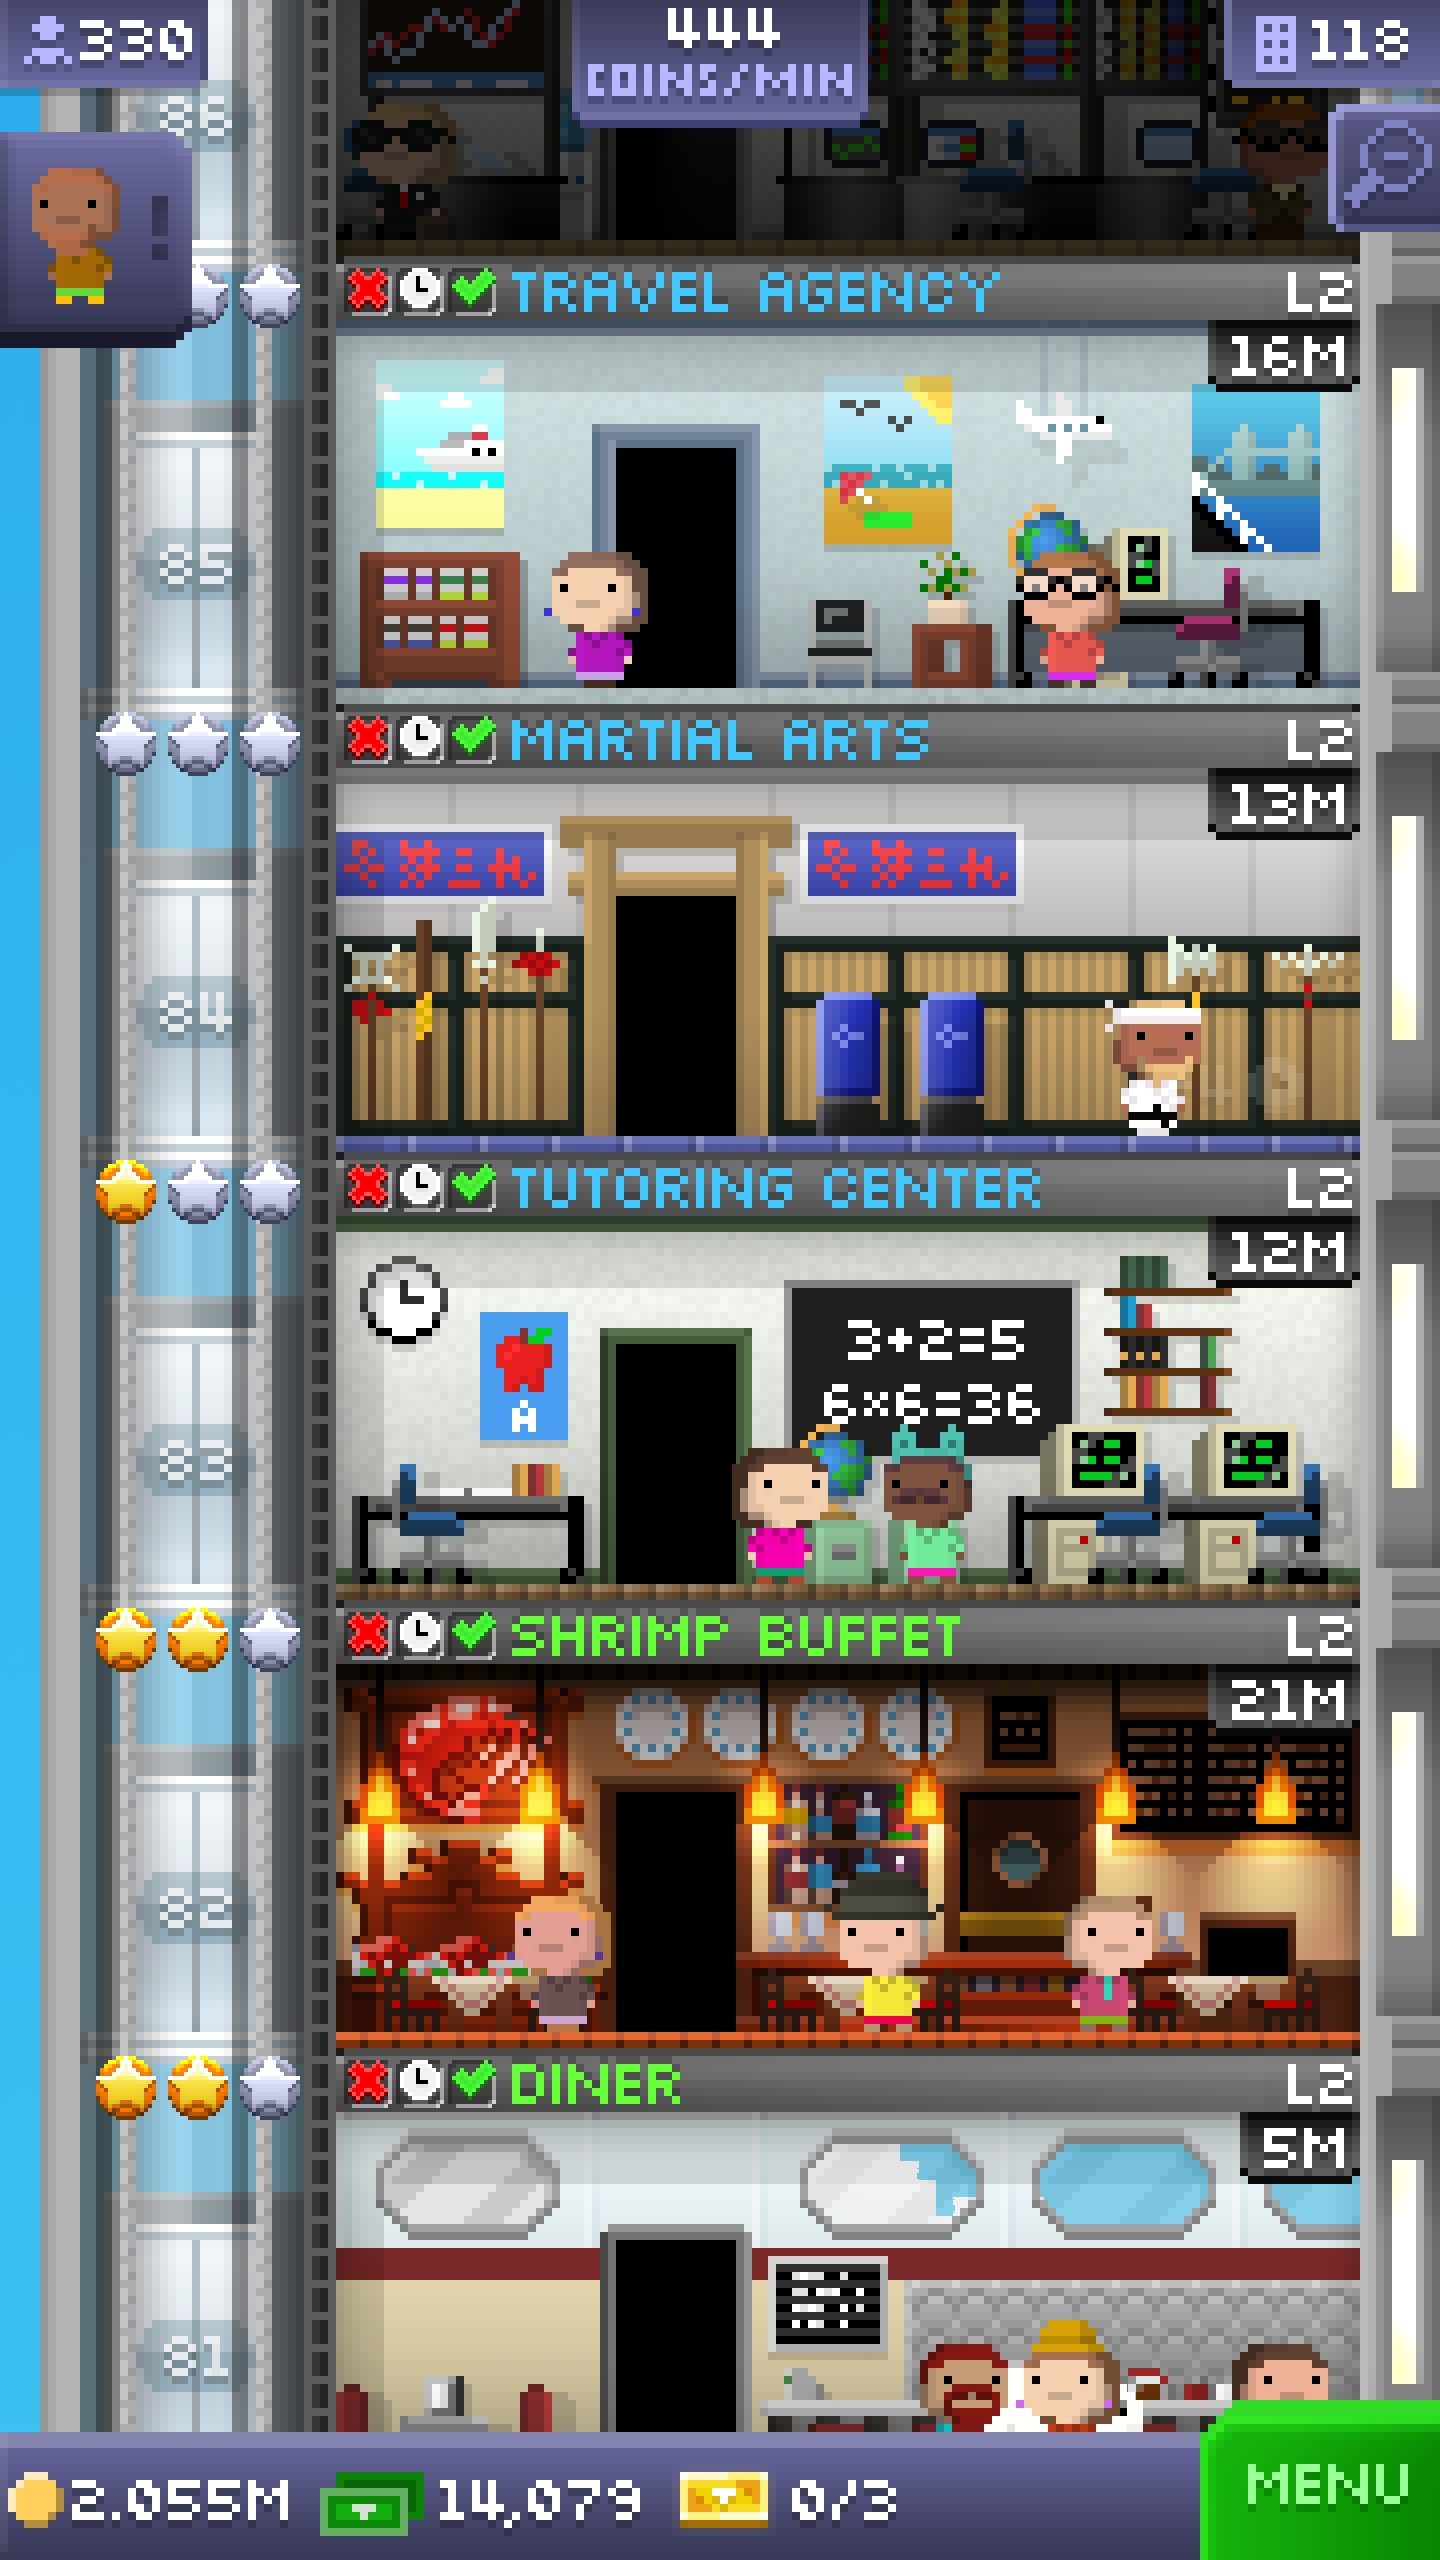 330
444
COINS/MIN
118
86
TRAVEL AGENCY L2
16M
85
MARTIAL ARTS L2
13M
84
TUTORING CENTER L2
12M
3+2=5
6×6=36
A
83
SHRIMP BUFFET L2
21M
82
DINER L2
5M
81
2.055M 14,079 0/3
MENU